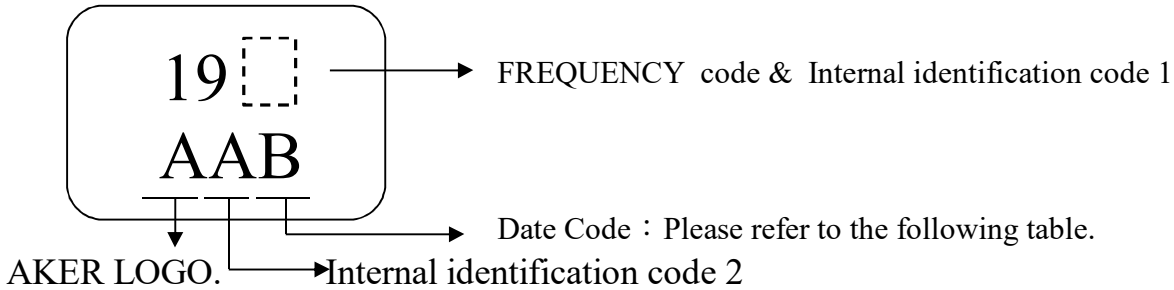 19
FREQUENCY code & Internal identification code 1
AAB
Date Code：Please refer to the following table.
AKER LOGO.
Internal identification code 2